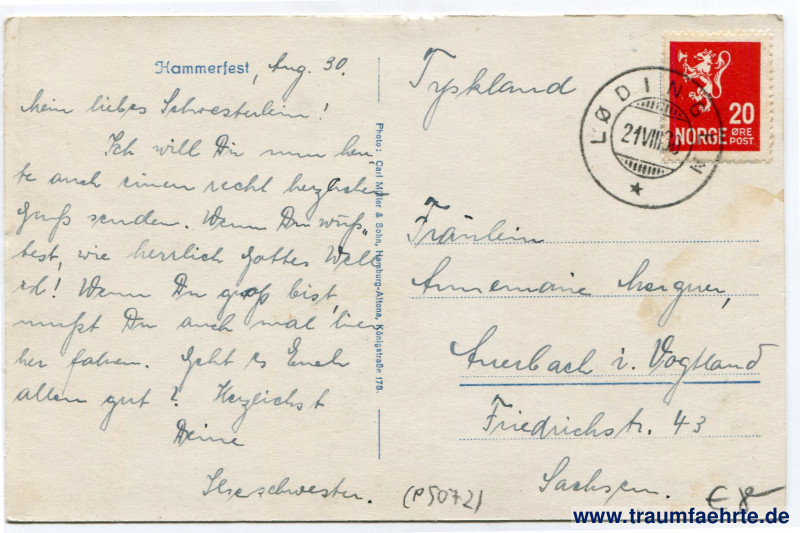 Hammerfest, Aug. 30.
Mein liebes Schwesterlein!
Ich will Dir nun heu-
te auch einen recht herzlichen
Gruß senden. Wenn Du wüß-
test, wie herrlich Gottes Welt
ist! Wenn Du groß bist,
mußt Du auch mal hier
her fahren. Geht es Euch
allen gut? Herzlichst
Deine
Photo: Carl Müller & Sohn, Hamburg-Altona, Königstraße 178.
Tyskland
LØDINGEN
21 VIII 30
20
NORGE ØRE
POST.
Fräulein
Annemarie
Auerbach i. Vogtland
Friedrichstr. 43
Sachsen.
(P5072)
€ 8-
www.traumfaehrte.de